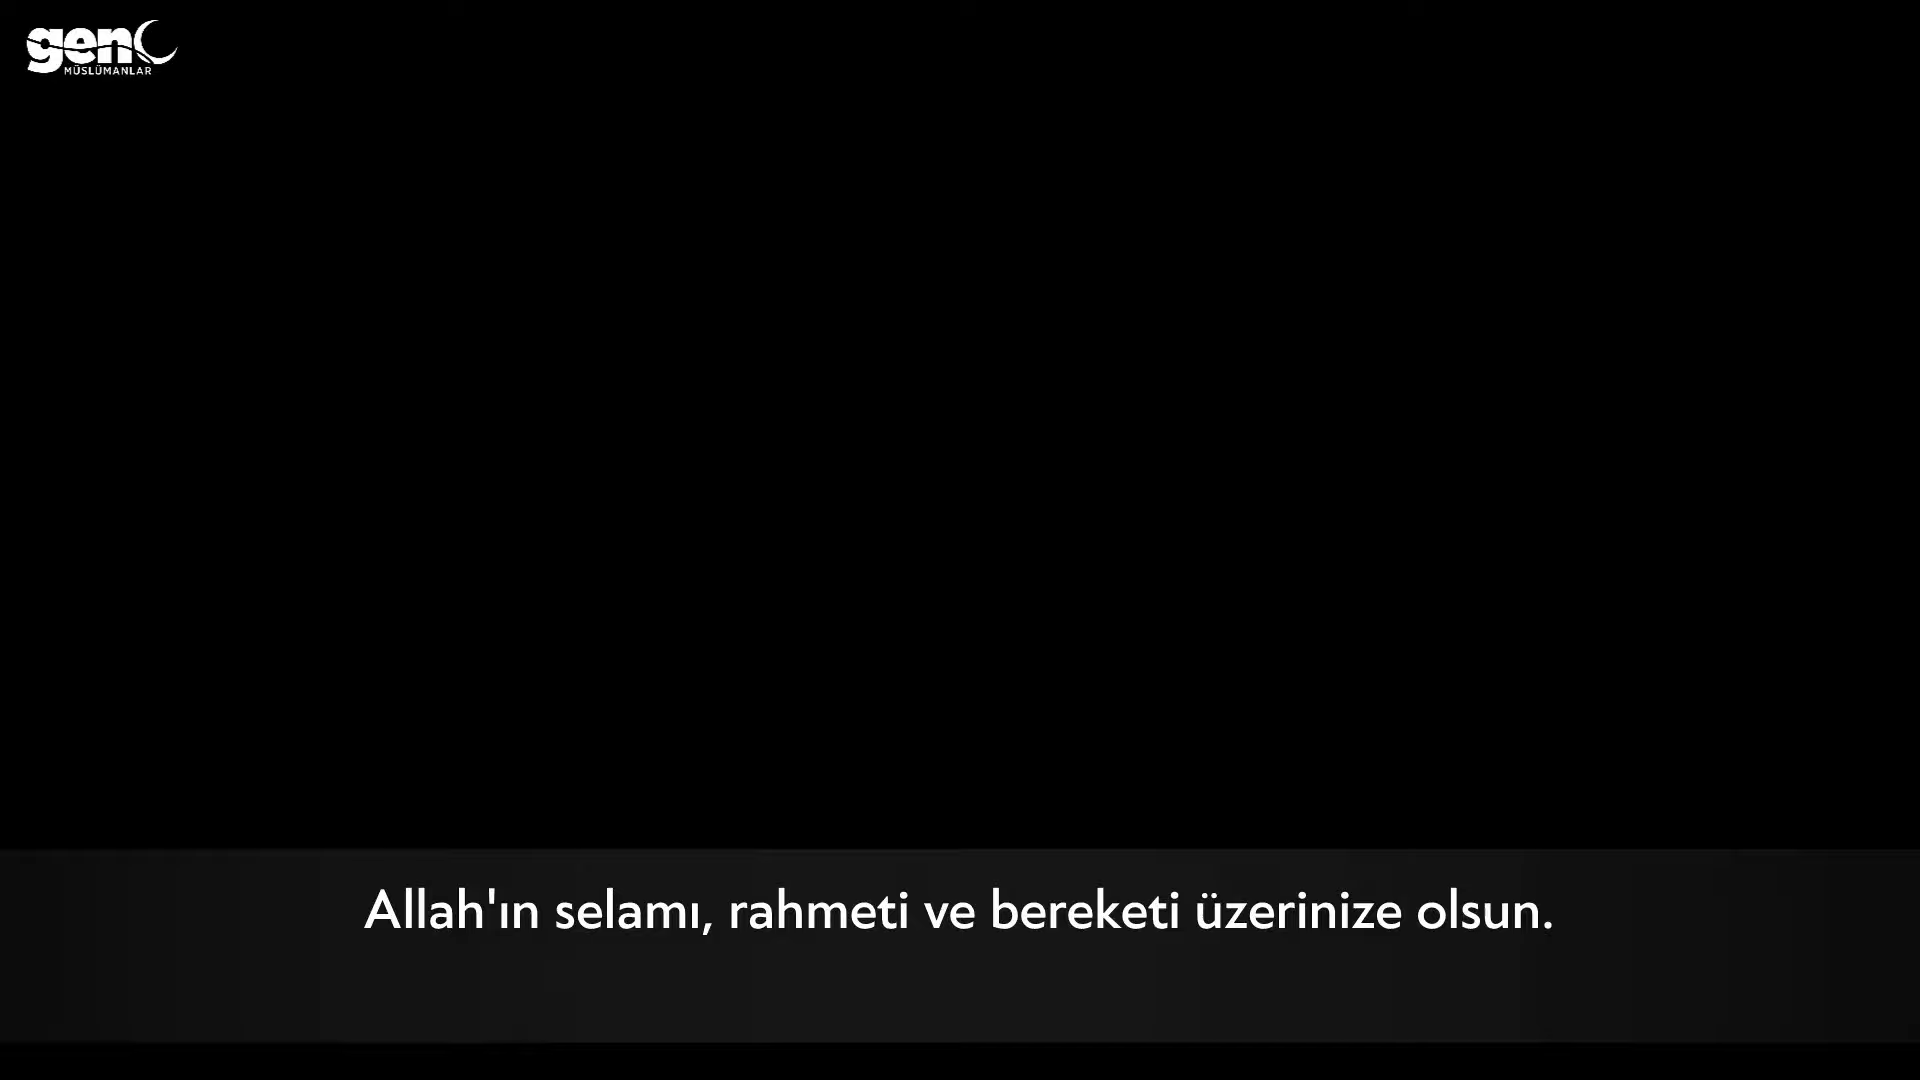 genç
MÜSLÜMANLAR
Allah'ın selamı, rahmeti ve bereketi üzerinize olsun.